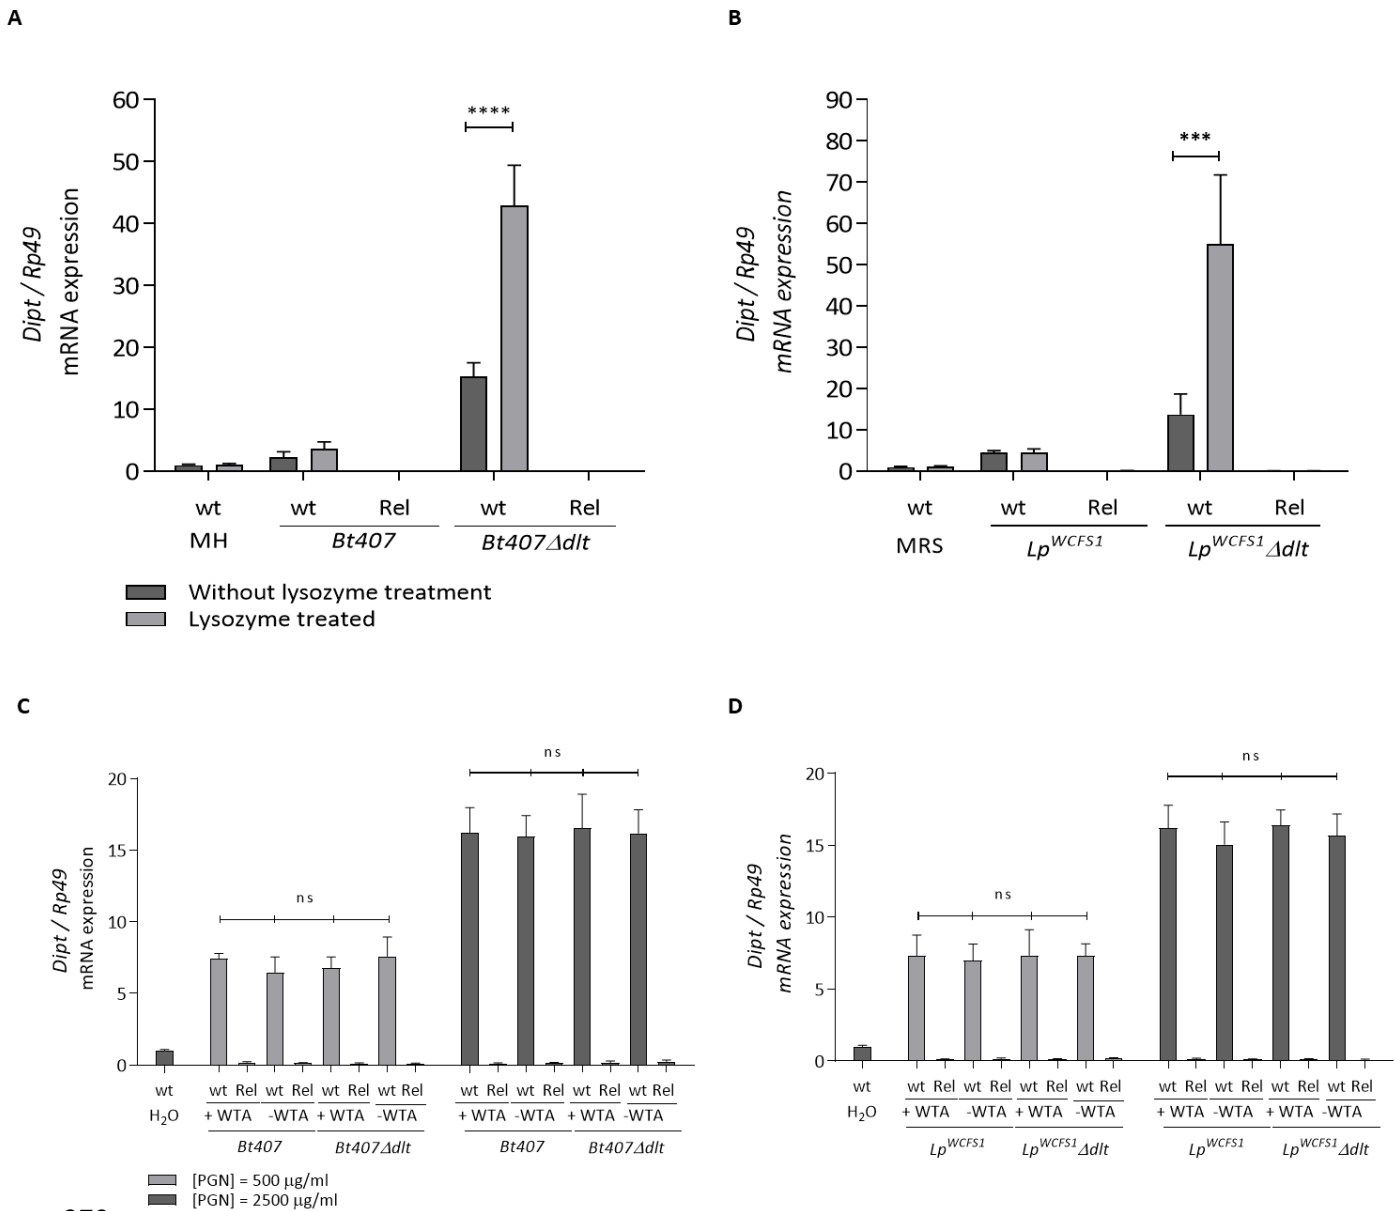 A
B
60
50
40
30
20
10
0
Dipt / Rp49
mRNA expression
****
wt
wt
Rel
wt
Rel
MH
Bt407
Bt407Δdlt
Without lysozyme treatment
Lysozyme treated
90
80
70
60
50
40
30
20
10
0
Dipt / Rp49
mRNA expression
***
wt
wt
Rel
wt
Rel
MRS
Lp^WCFS1
Lp^WCFS1 Δdlt
C
D
20
15
10
5
0
Dipt / Rp49
mRNA expression
ns
ns
wt wt Rel wt Rel wt Rel wt Rel wt Rel wt Rel wt Rel wt Rel
H₂O + WTA -WTA + WTA -WTA + WTA -WTA + WTA -WTA
Bt407 Bt407Δdlt Bt407 Bt407Δdlt
[PGN] = 500 µg/ml
[PGN] = 2500 µg/ml
20
15
10
5
0
Dipt / Rp49
mRNA expression
ns
ns
wt wt Rel wt Rel wt Rel wt Rel wt Rel wt Rel wt Rel wt Rel
H₂O + WTA -WTA + WTA -WTA + WTA -WTA + WTA -WTA
Lp^WCFS1 Lp^WCFS1 Δdlt Lp^WCFS1 Lp^WCFS1 Δdlt